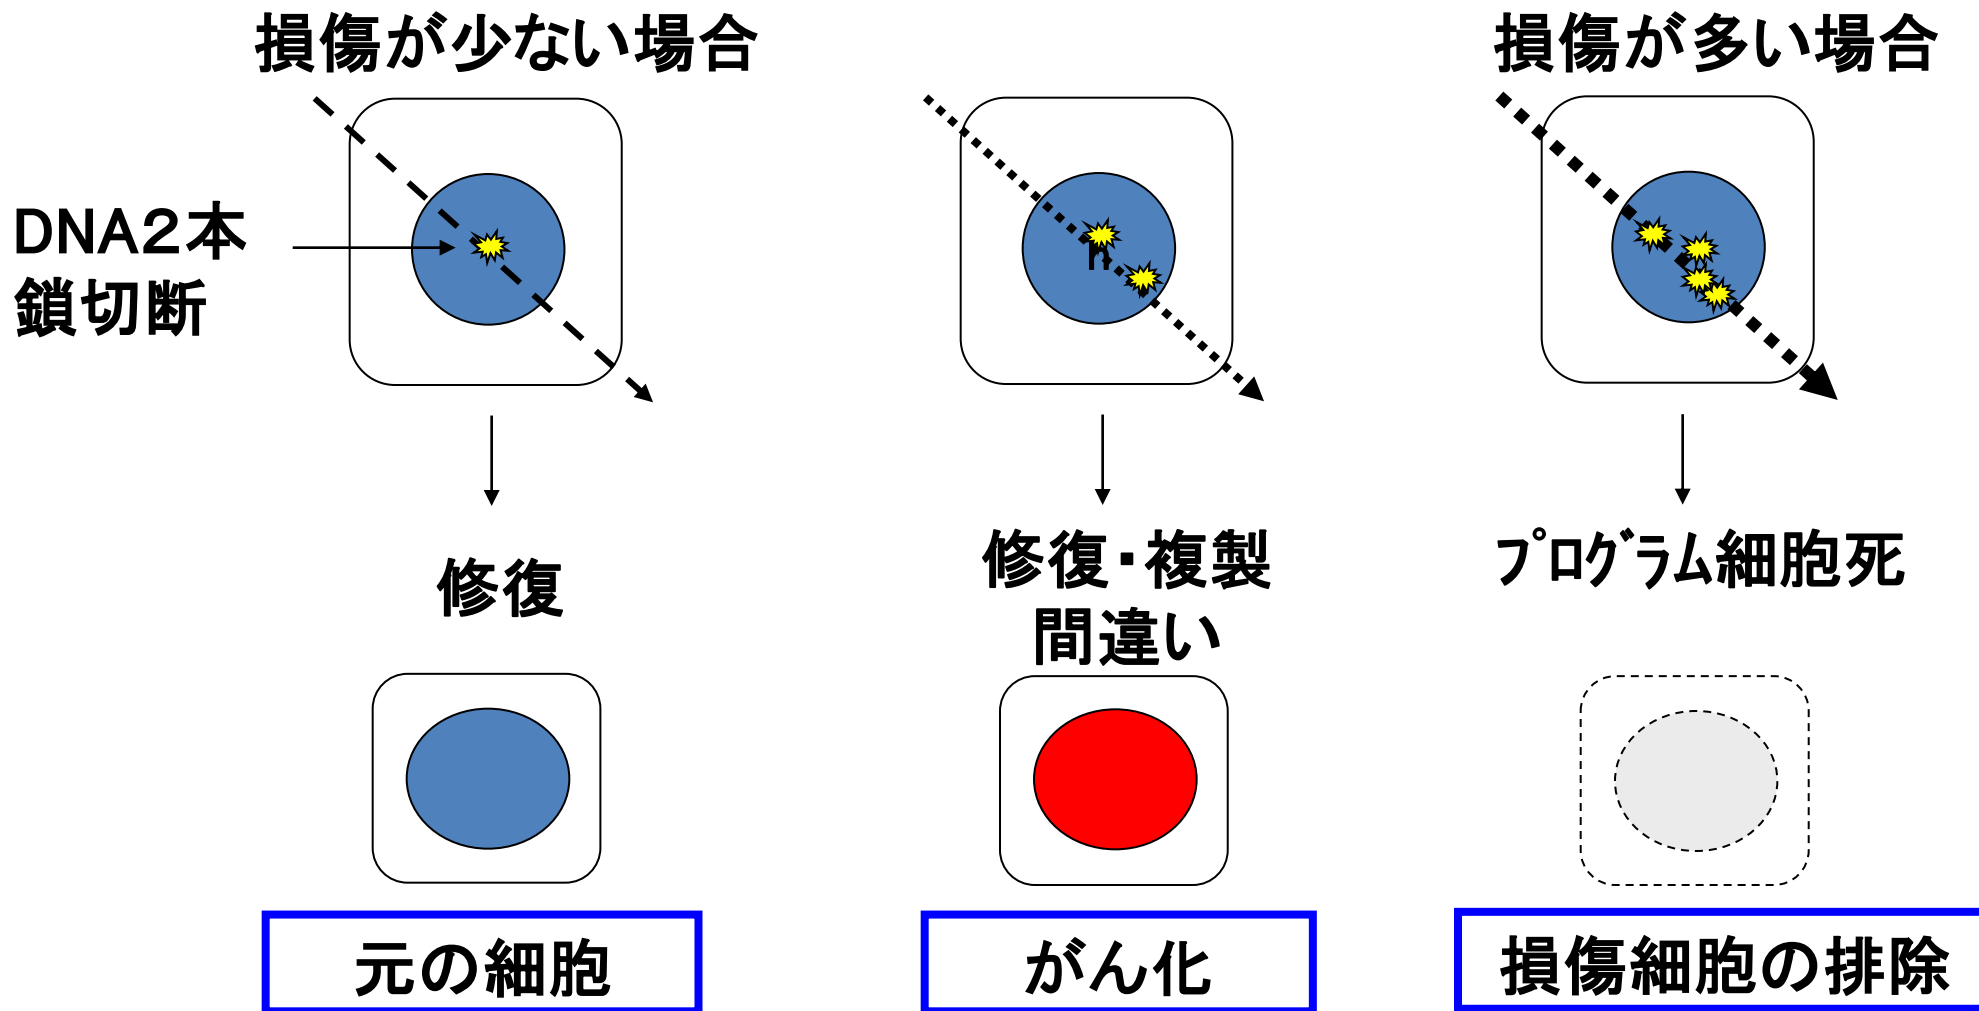 損傷が少ない場合
損傷が多い場合
DNA２本
鎖切断
n
修復
修復・複製
間違い
ﾌﾟﾛｸﾞﾗﾑ細胞死
元の細胞
がん化
損傷細胞の排除